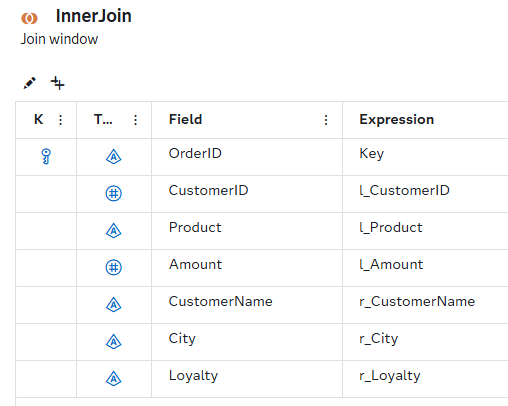 InnerJoin
Join window
K T... Field Expression
OrderID Key
CustomerID l_CustomerID
Product l_Product
Amount l_Amount
CustomerName r_CustomerName
City r_City
Loyalty r_Loyalty